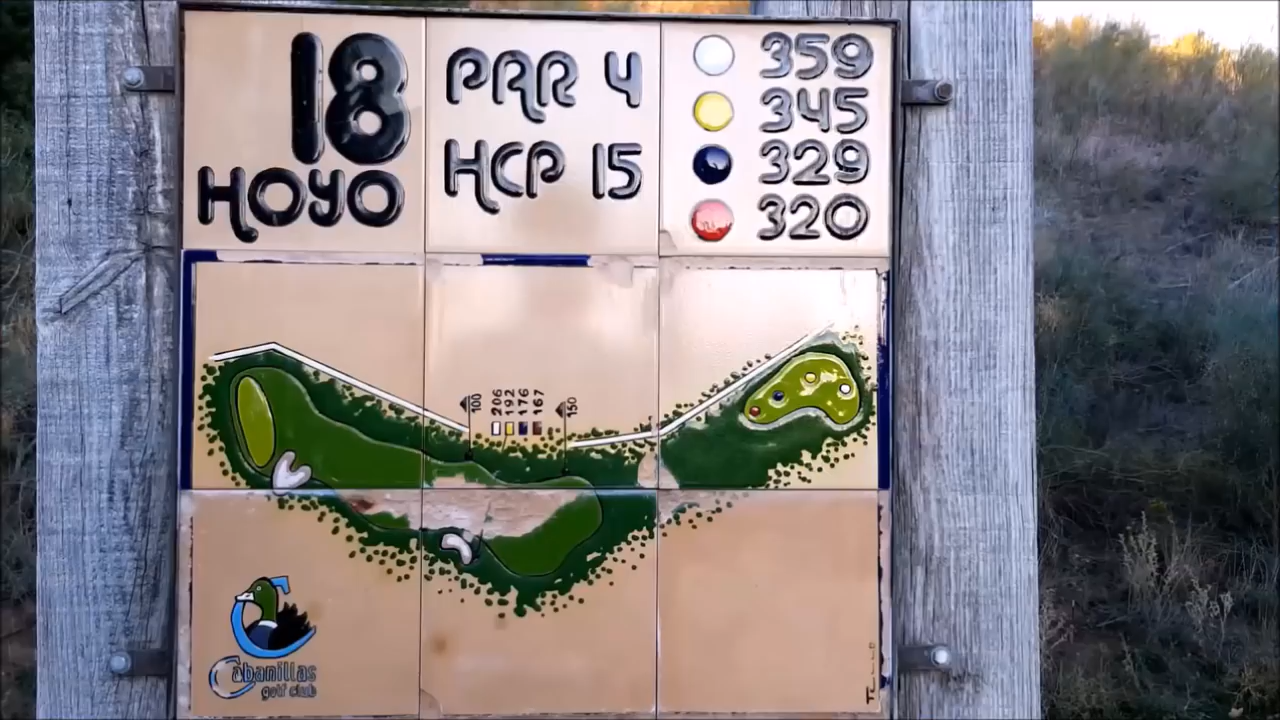 18
HOYO
PAR 4
HCP 15
359
345
329
320
100
206
192
176
167
150
Cabanillas
golf club